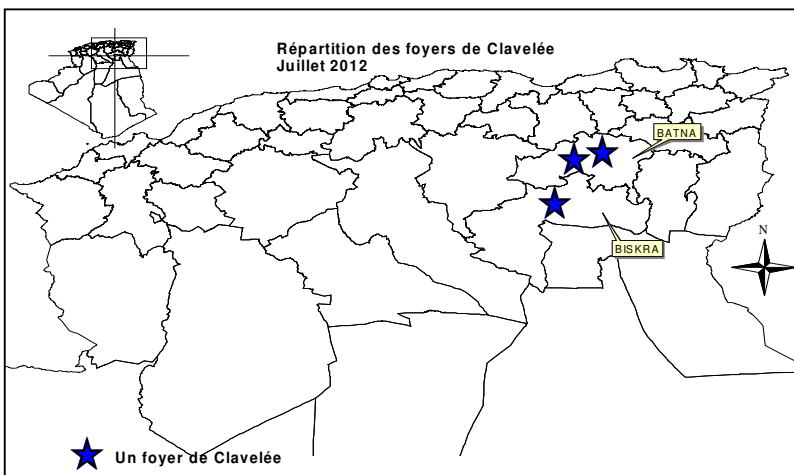 Répartition des foyers de Clavelée
Juillet 2012
BATNA
BISKRA
N
Un foyer de Clavelée